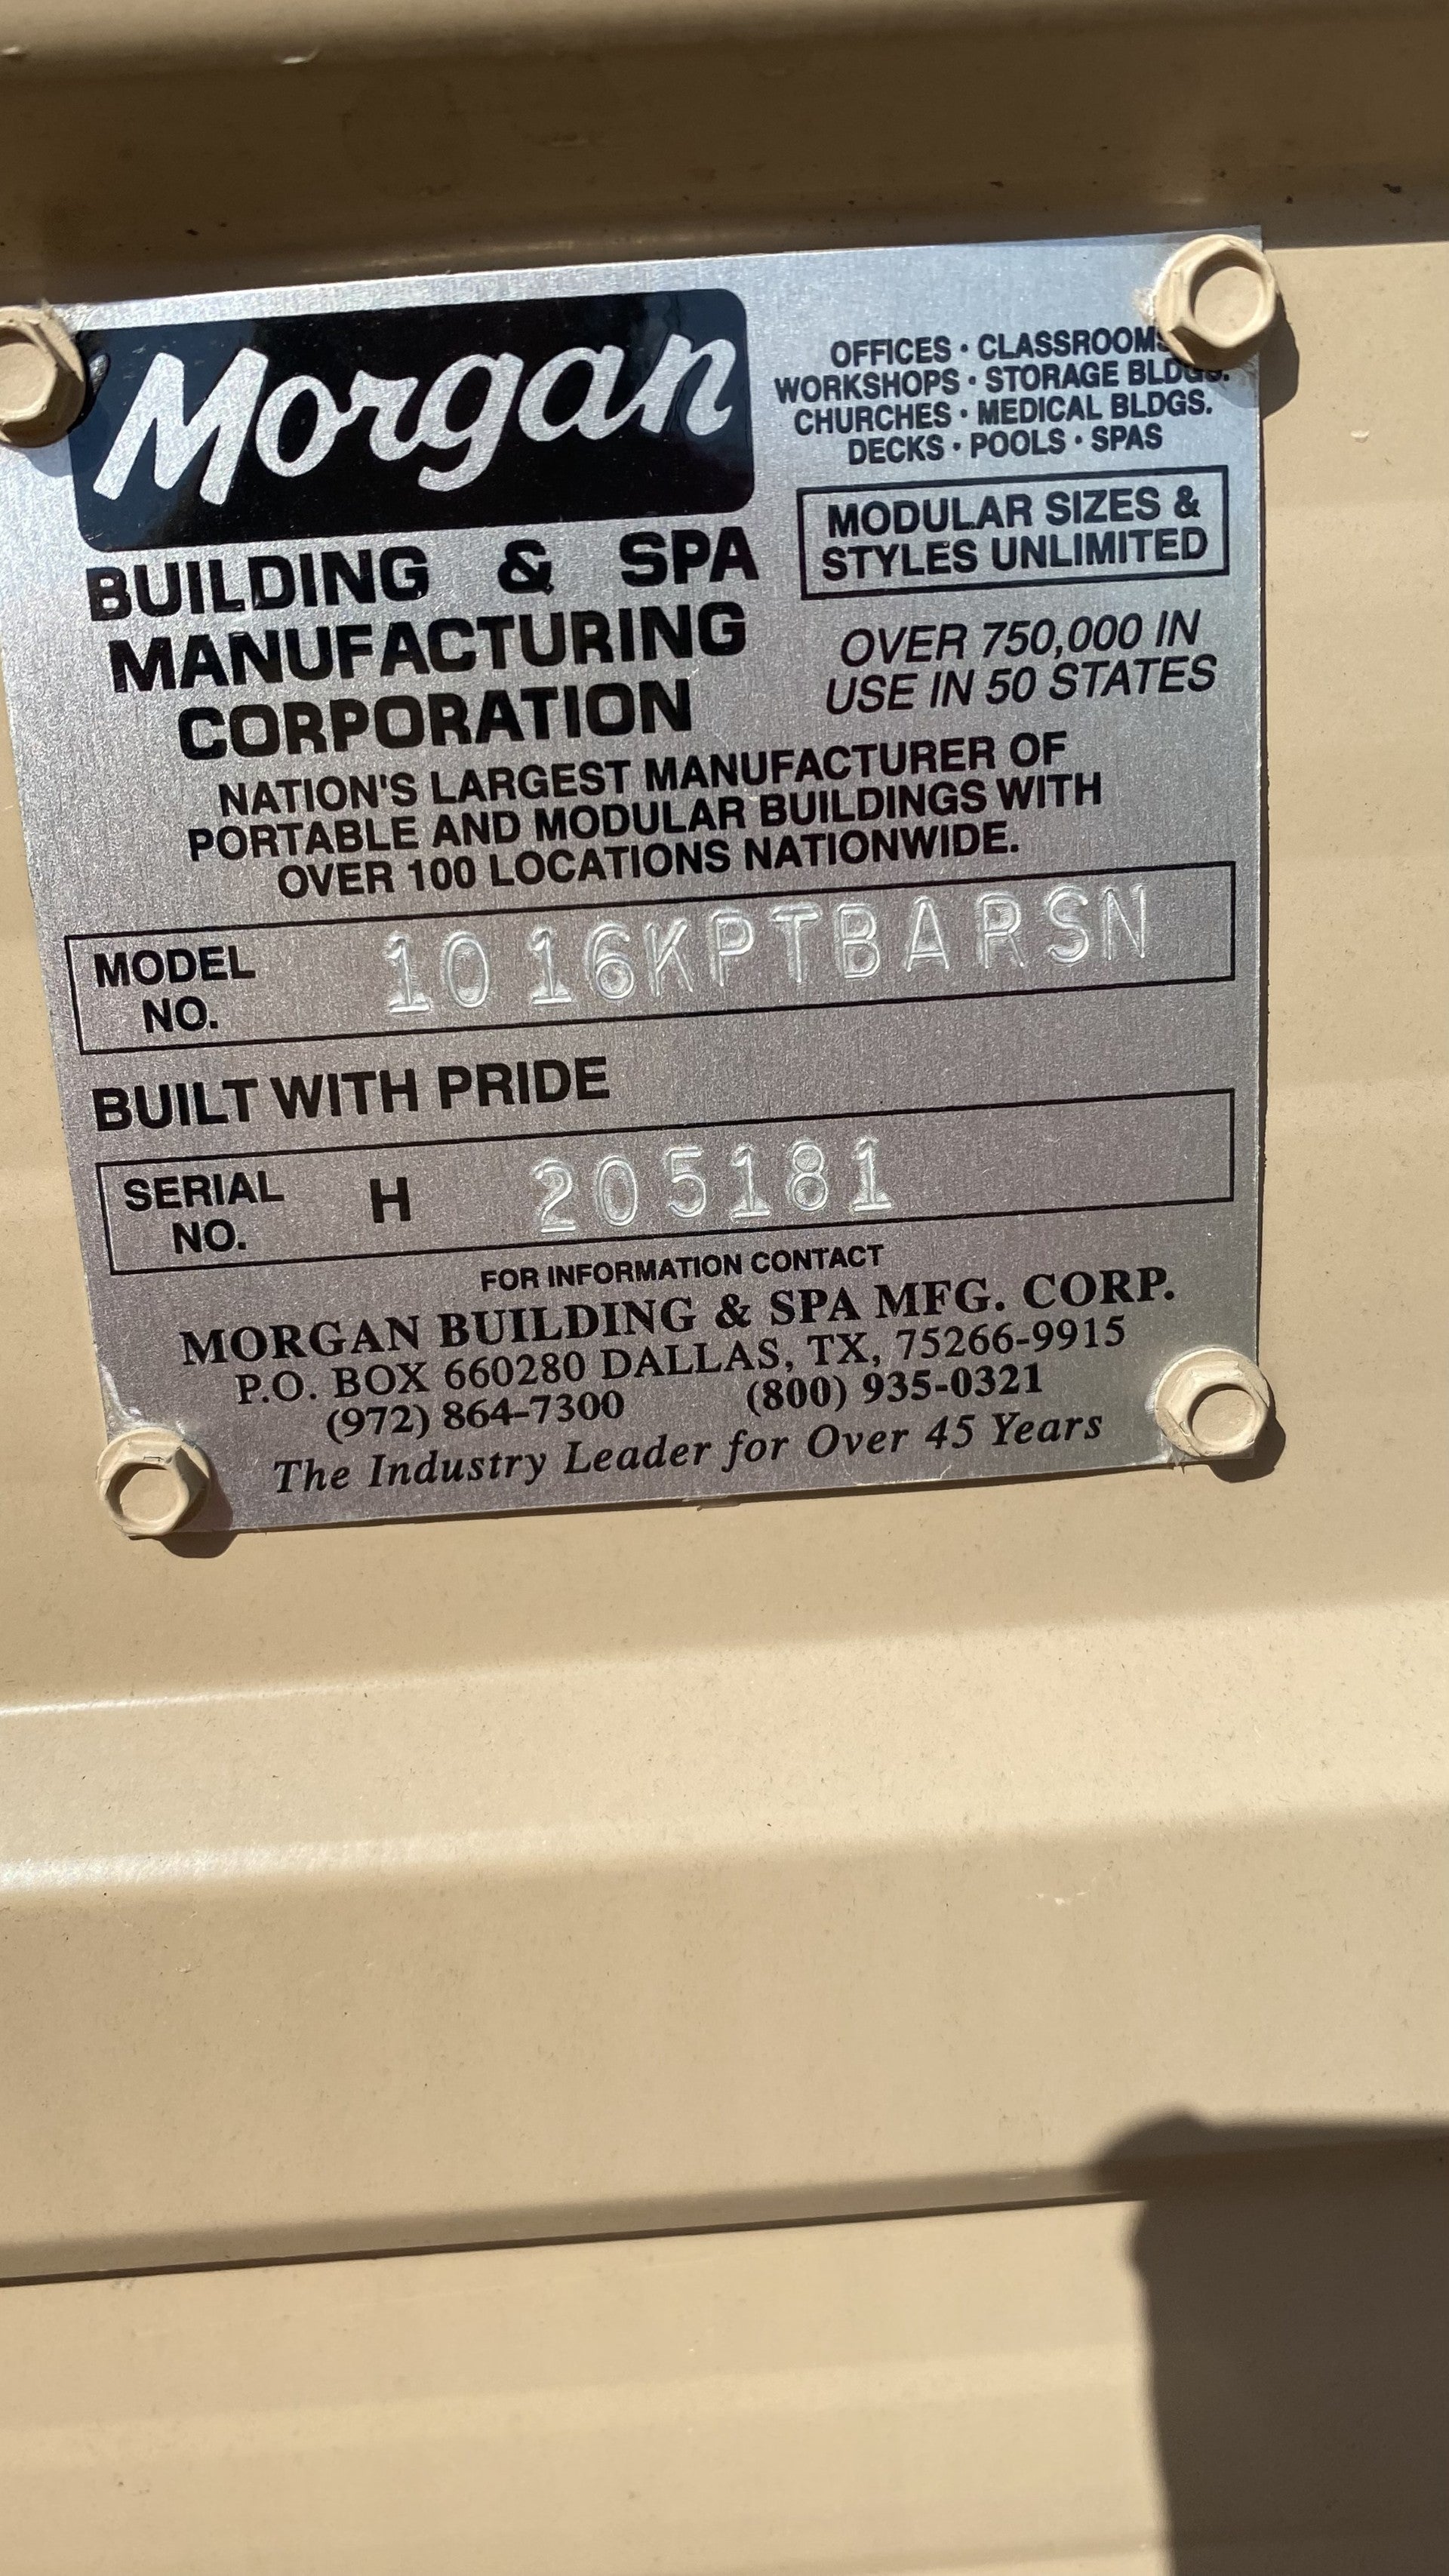 Morgan
BUILDING & SPA
MANUFACTURING
CORPORATION
OFFICES • CLASSROOMS
WORKSHOPS • STORAGE BLDGS.
CHURCHES • MEDICAL BLDGS.
DECKS • POOLS • SPAS
MODULAR SIZES &
STYLES UNLIMITED
OVER 750,000 IN
USE IN 50 STATES
NATION'S LARGEST MANUFACTURER OF
PORTABLE AND MODULAR BUILDINGS WITH
OVER 100 LOCATIONS NATIONWIDE.
MODEL NO. 1016KPTBARSN
BUILT WITH PRIDE
SERIAL NO. H 205181
FOR INFORMATION CONTACT
MORGAN BUILDING & SPA MFG. CORP.
P.O. BOX 660280 DALLAS, TX, 75266-9915
(972) 864-7300 (800) 935-0321
The Industry Leader for Over 45 Years